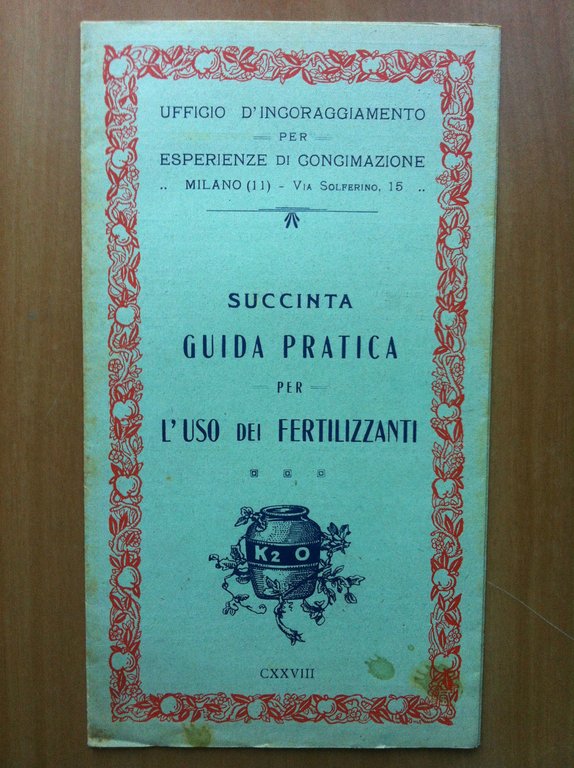 UFFICIO D'INCORAGGIAMENTO
PER
ESPERIENZE DI CONCIMAZIONE
.. MILANO (11) - VIA SOLFERINO, 15 ..
SUCCINTA
GUIDA PRATICA
PER
L'USO DEI FERTILIZZANTI
K2 O
CXXVIII